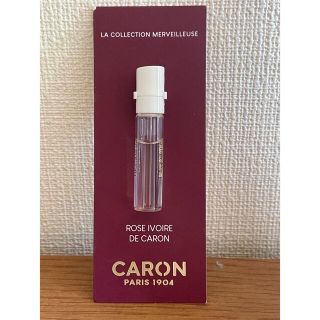 LA COLLECTION MERVEILLEUSE
ROSE IVOIRE
DE CARON
CARON
PARIS 1904